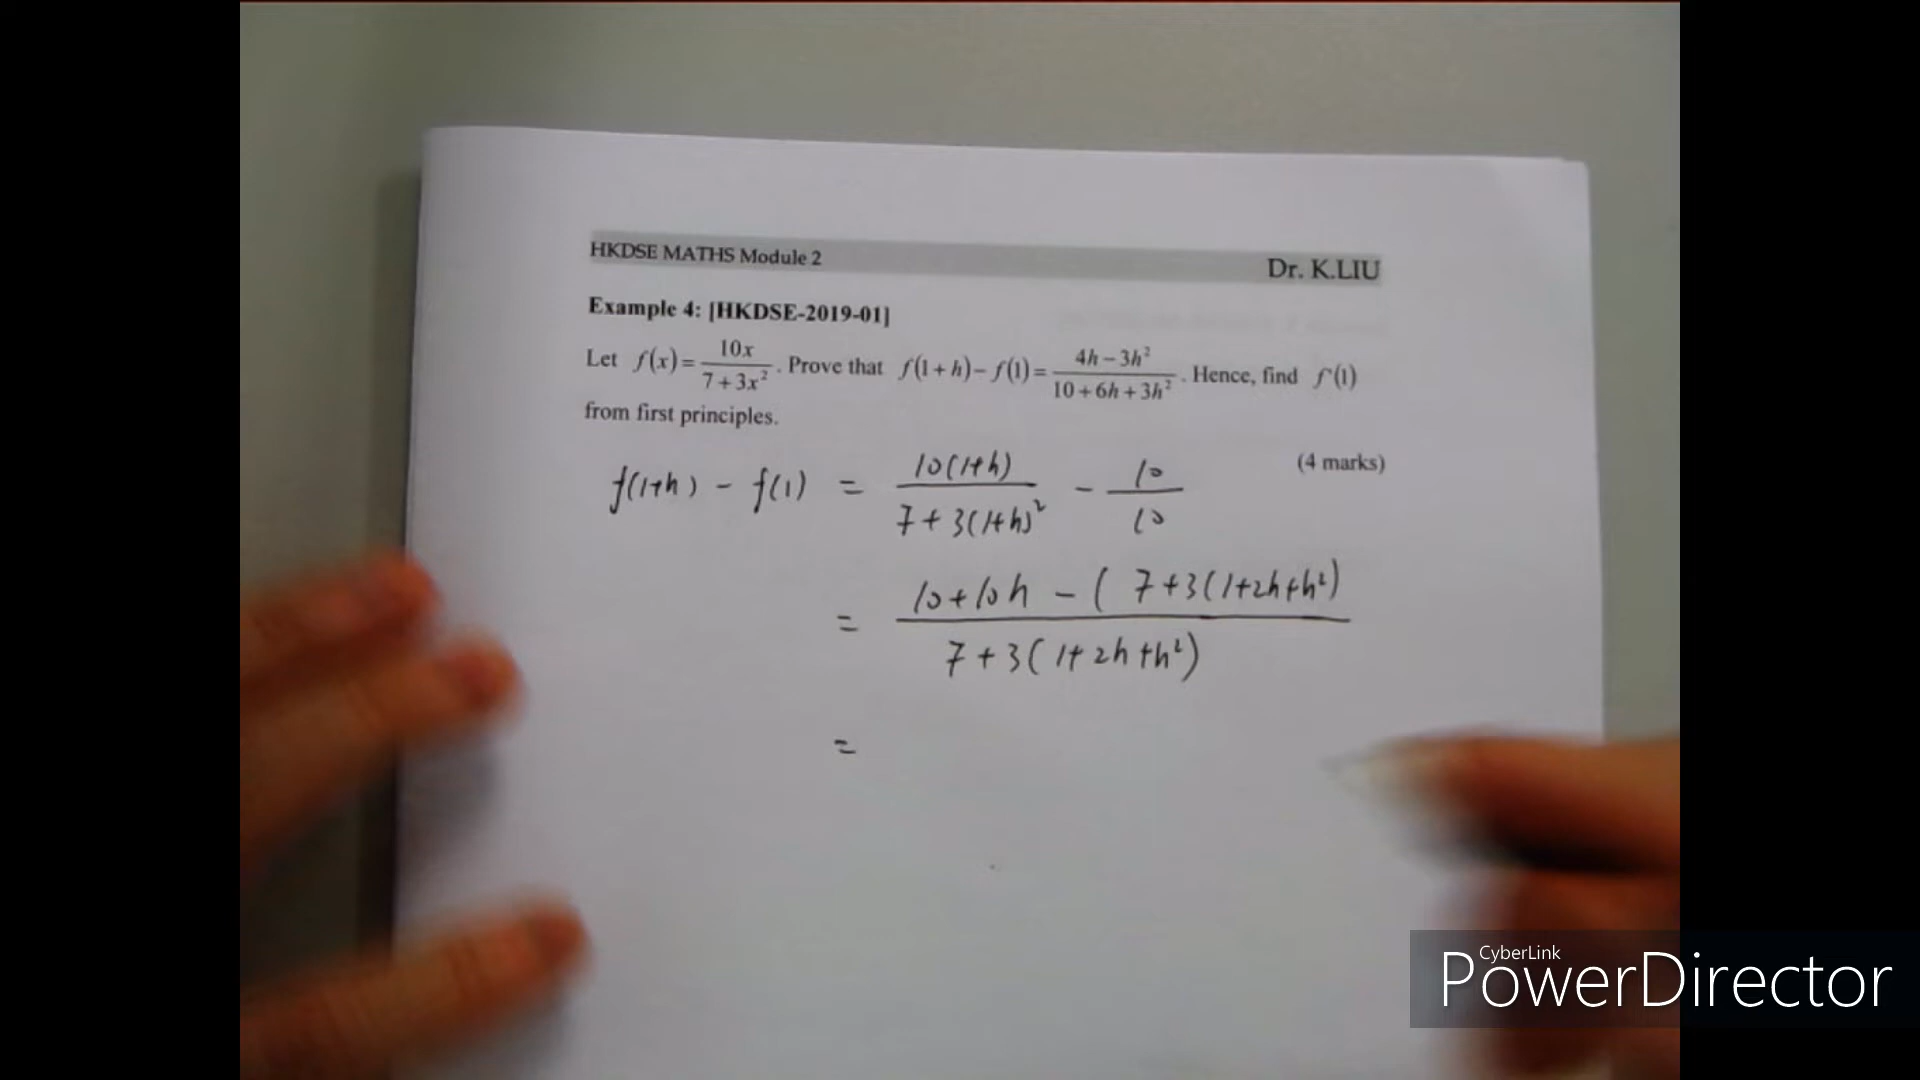 HKDSE MATHS Module 2 Dr. K.LIU
Example 4: [HKDSE-2019-01]
Let f(x) = 10x / (7 + 3x²) . Prove that f(1 + h) − f(1) = (4h − 3h²) / (10 + 6h + 3h²) . Hence, find f'(1)
from first principles.
(4 marks)
f(1+h) - f(1) = 10(1+h) / (7 + 3(1+h)²) - 10 / 10
= 10 + 10h - ( 7 + 3(1+2h+h²) / 7 + 3(1+2h+h²)
=
CyberLink
PowerDirector